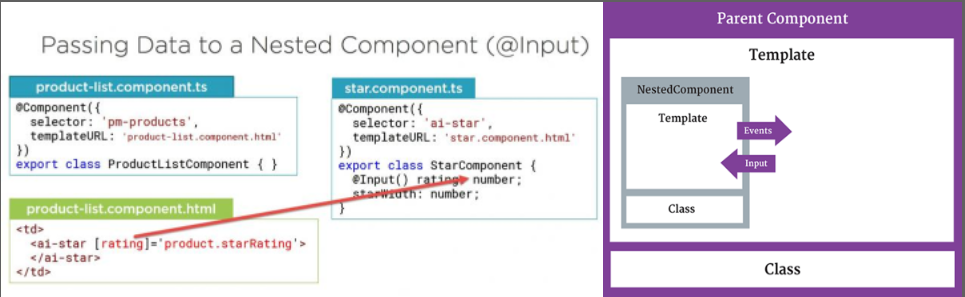 Passing Data to a Nested Component (@Input)
product-list.component.ts
@Component({
selector: 'pm-products',
templateURL: 'product-list.component.html'
})
export class ProductListComponent { }
product-list.component.html
<td>
<ai-star [rating]='product.starRating'>
</ai-star>
</td>
star.component.ts
@Component({
selector: 'ai-star',
templateURL: 'star.component.html'
})
export class StarComponent {
@Input() rating: number;
starWidth: number;
}
Parent Component
Template
NestedComponent
Template
Events
Input
Class
Class